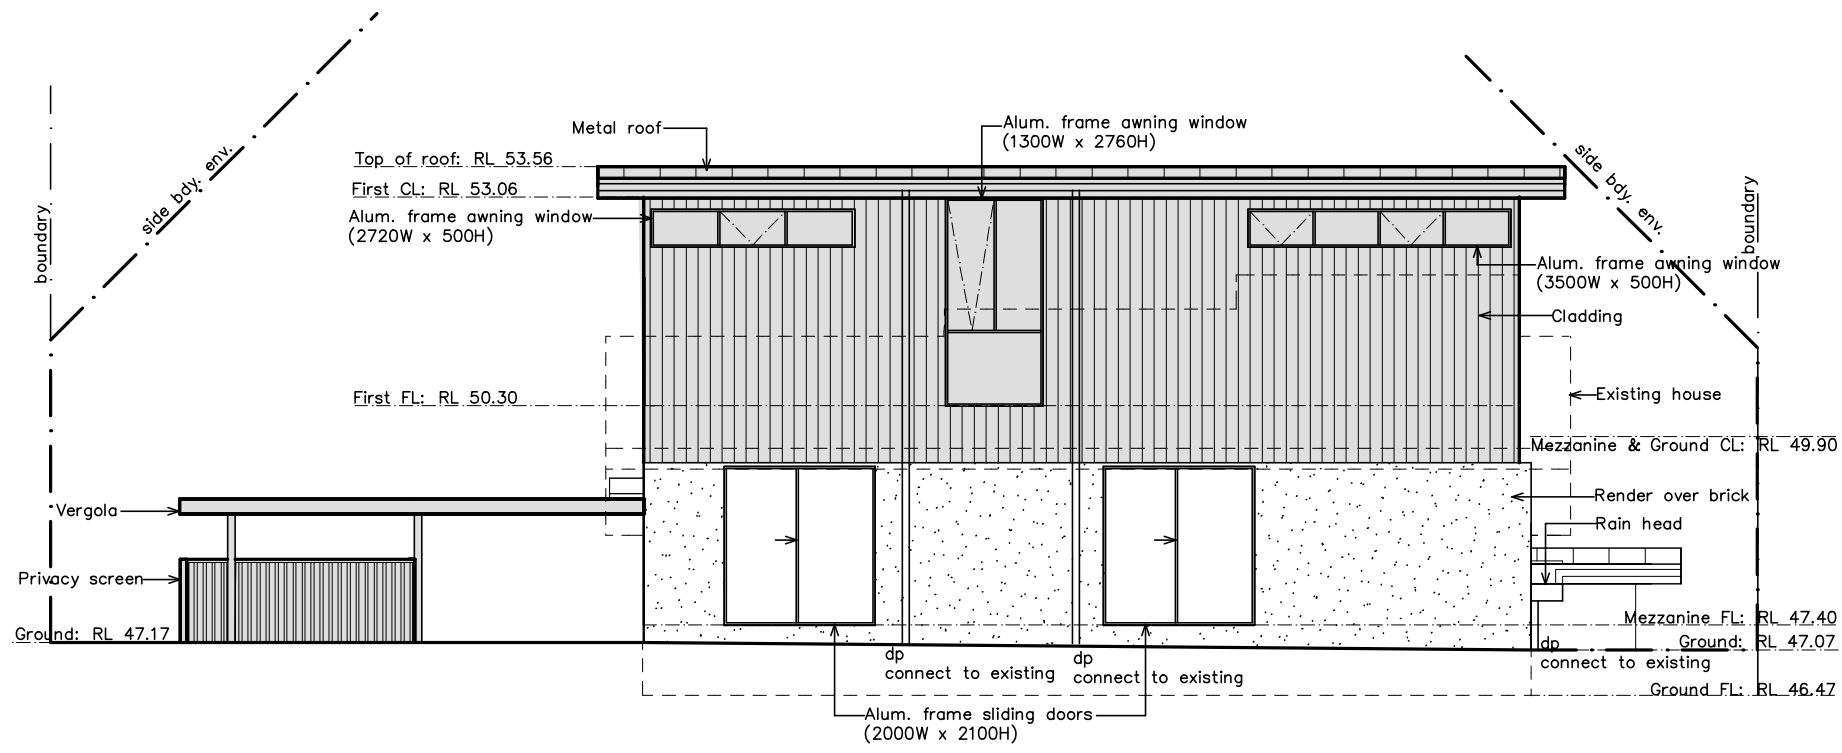 Alum. frame awning window
(1300W x 2760H)
Metal roof
side bdy. env.
side bdy. env.
Top of roof: RL 53.56
First CL: RL 53.06
boundary
boundary
Alum. frame awning window
(2720W x 500H)
Alum. frame awning window
(3500W x 500H)
Cladding
First FL: RL 50.30
Existing house
Mezzanine & Ground CL: RL 49.90
Render over brick
Vergola
Rain head
Privacy screen
Mezzanine FL: RL 47.40
Ground: RL 47.17
Ground: RL 47.07
dp
connect to existing
dp
connect to existing
dp
connect to existing
Ground FL: RL 46.47
Alum. frame sliding doors
(2000W x 2100H)